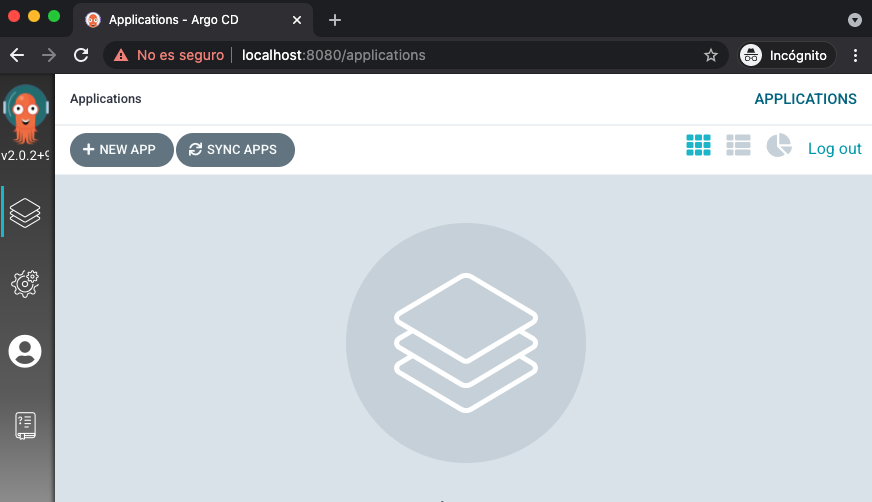 Applications - Argo CD
No es seguro
localhost:8080/applications
Incógnito
Applications
APPLICATIONS
v2.0.2+9
NEW APP
SYNC APPS
Log out